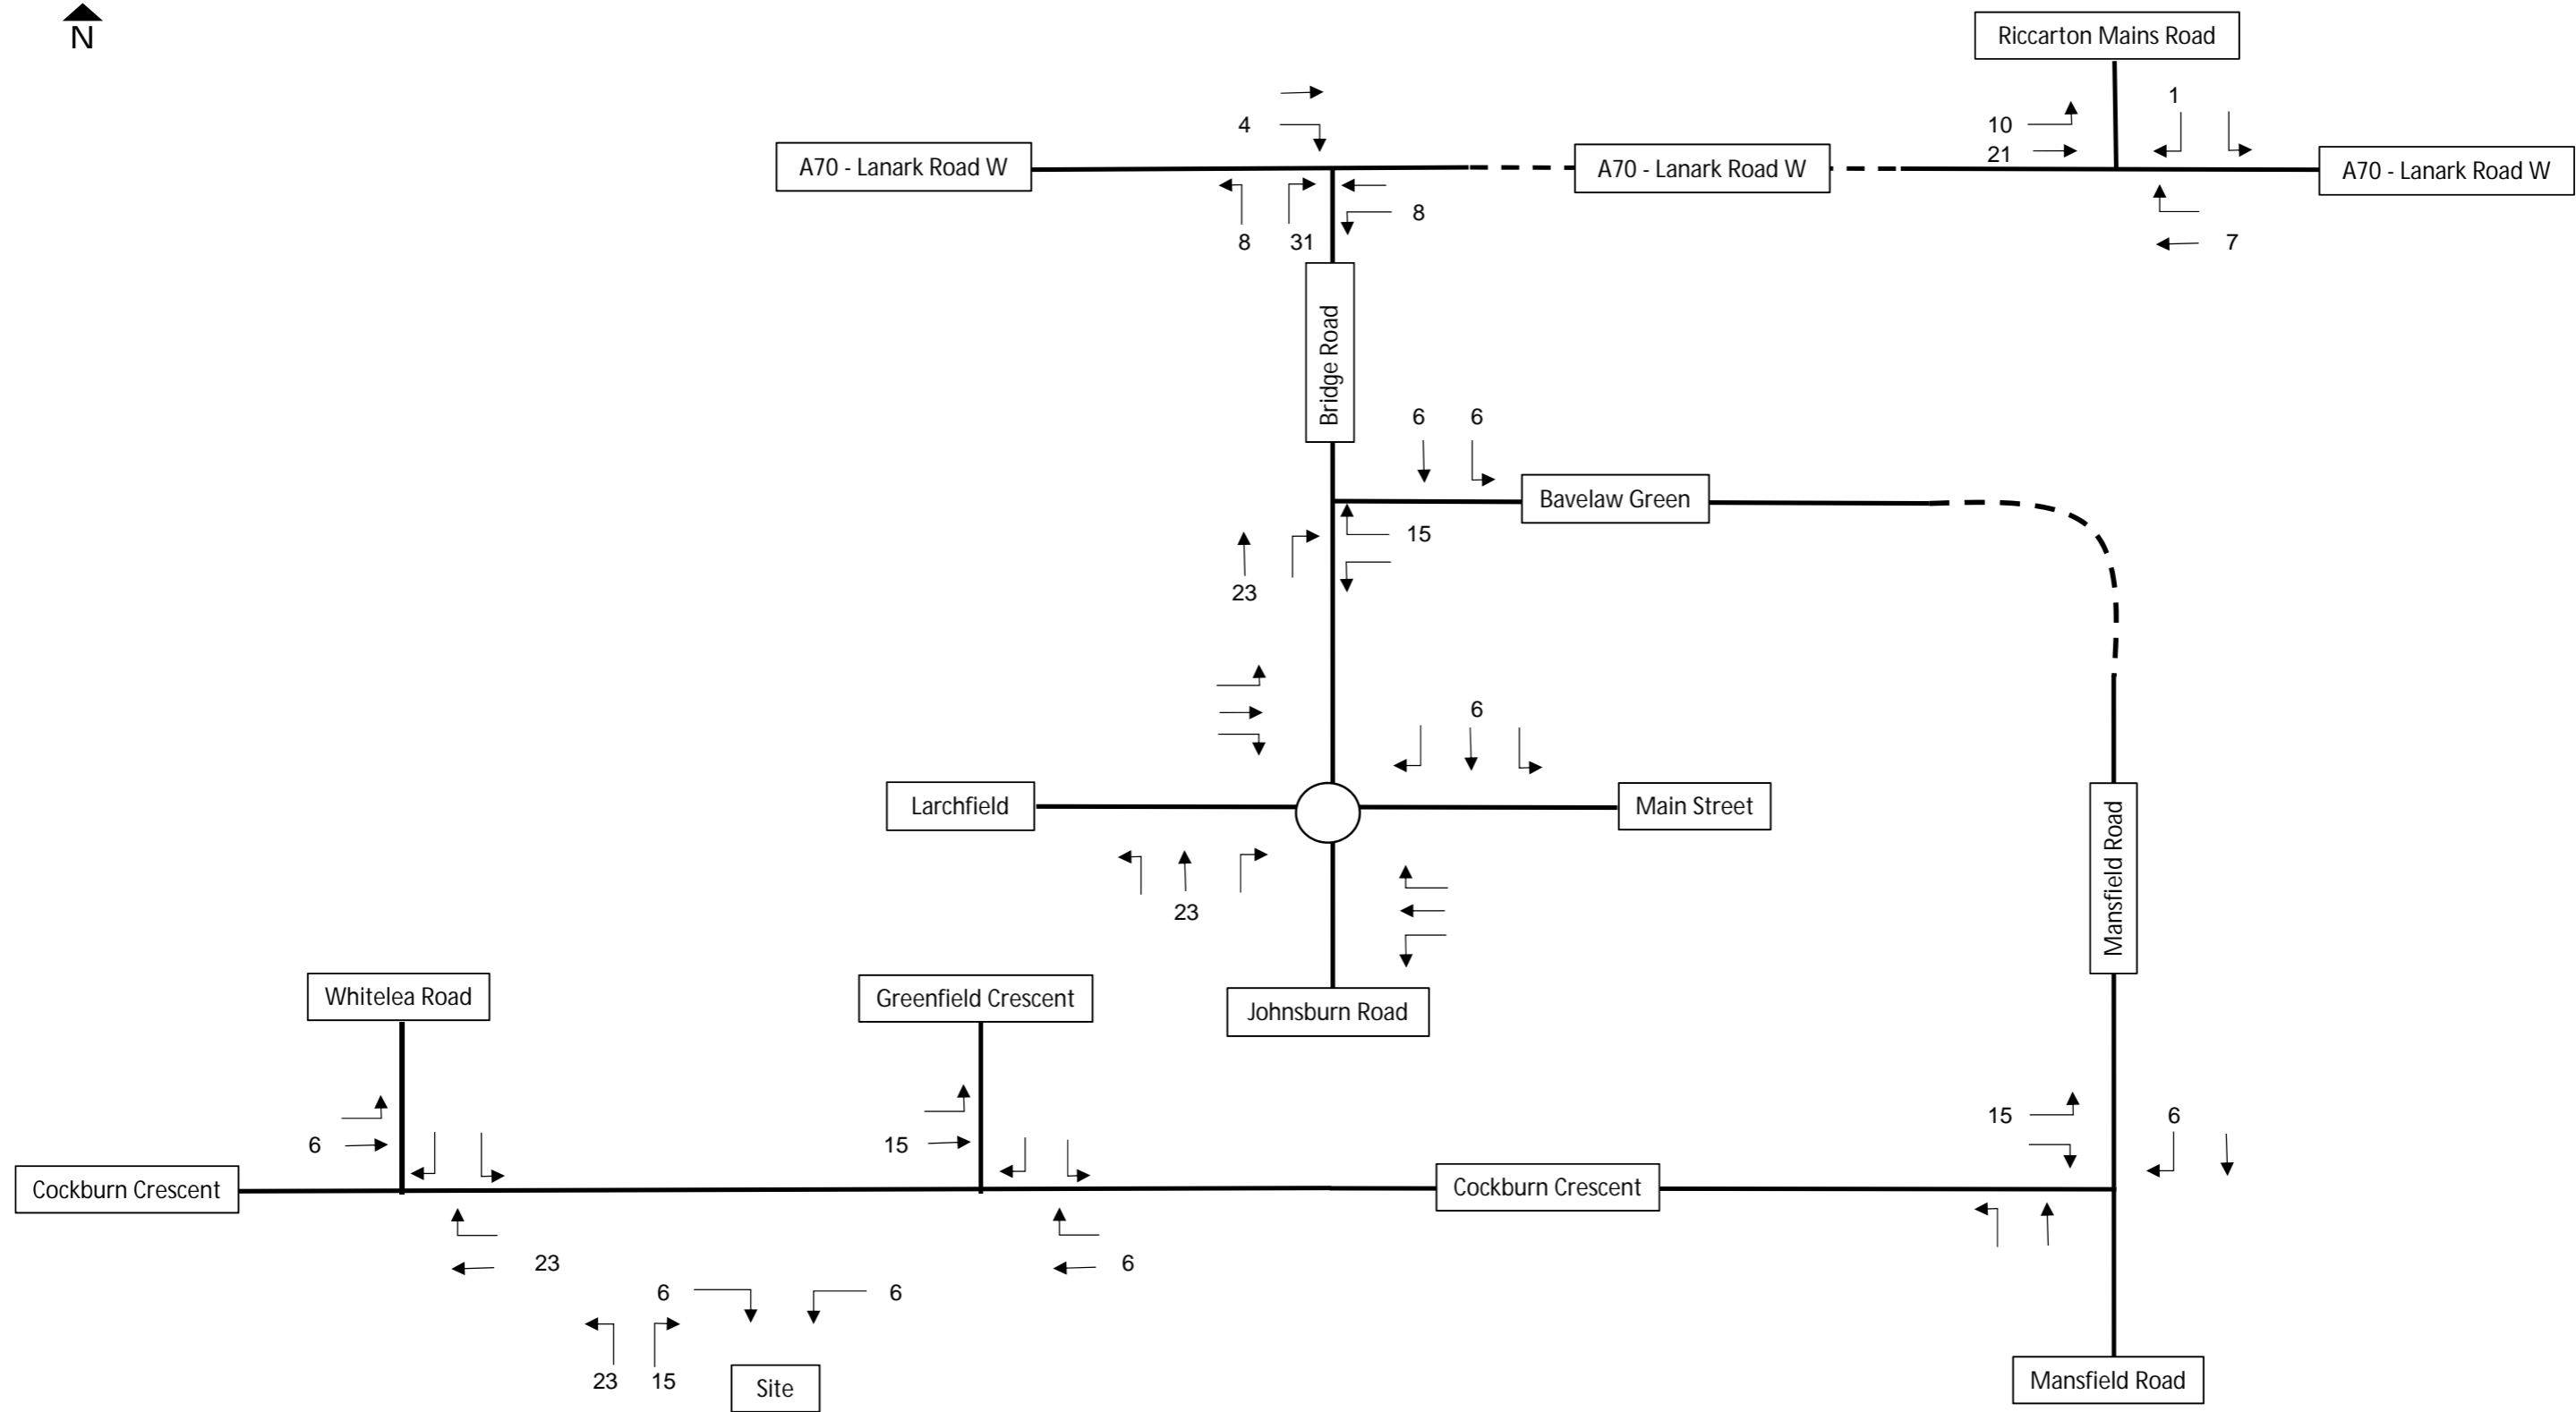 N
Riccarton Mains Road
1
4
10
21
A70 - Lanark Road W
A70 - Lanark Road W
A70 - Lanark Road W
8
8
31
7
Bridge Road
6
6
Bavelaw Green
15
23
6
Larchfield
Main Street
Mansfield Road
23
Whitelea Road
Greenfield Crescent
Johnsburn Road
15
6
6
15
Cockburn Crescent
Cockburn Crescent
23
6
6
6
23
15
Site
Mansfield Road